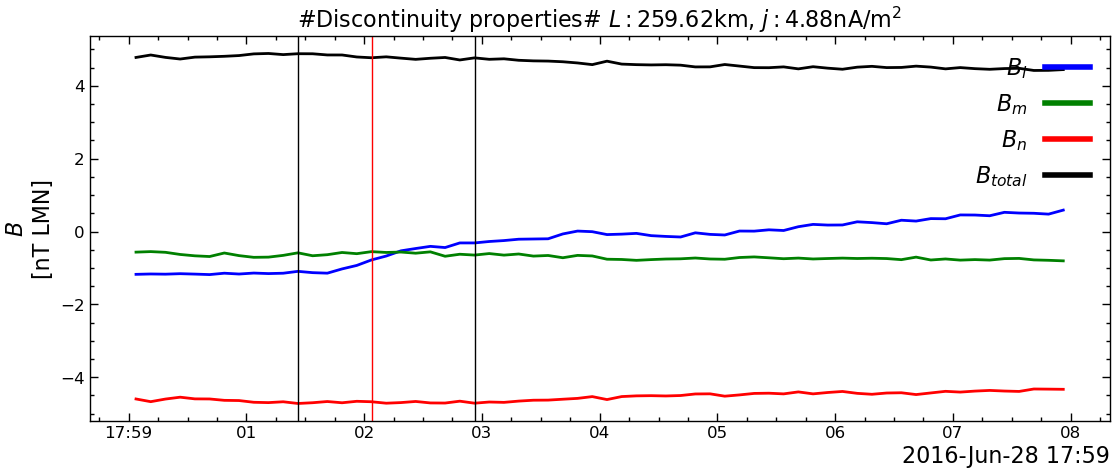 #Discontinuity properties# L : 259.62km, j : 4.88nA/m²
B
[nT LMN]
4
2
0
−2
−4
B_l
B_m
B_n
B_total
17:59 01 02 03 04 05 06 07 08
2016-Jun-28 17:59